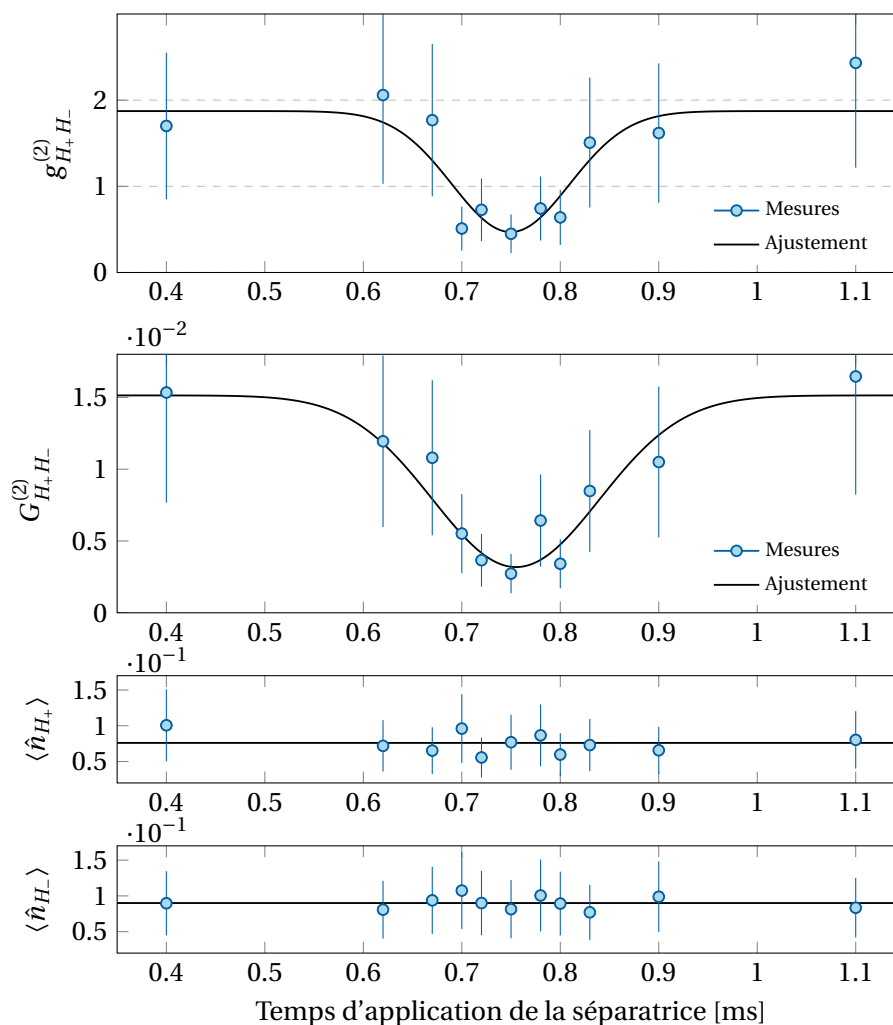 2
1
0
g^{(2)}_{H_+ H_-}
Mesures
Ajustement
0.4 0.5 0.6 0.7 0.8 0.9 1 1.1
·10^{-2}
1.5
1
0.5
0
G^{(2)}_{H_+ H_-}
Mesures
Ajustement
0.4 0.5 0.6 0.7 0.8 0.9 1 1.1
·10^{-1}
1.5
1
0.5
⟨n̂_{H_+}⟩
0.4 0.5 0.6 0.7 0.8 0.9 1 1.1
·10^{-1}
1.5
1
0.5
⟨n̂_{H_-}⟩
0.4 0.5 0.6 0.7 0.8 0.9 1 1.1
Temps d'application de la séparatrice [ms]